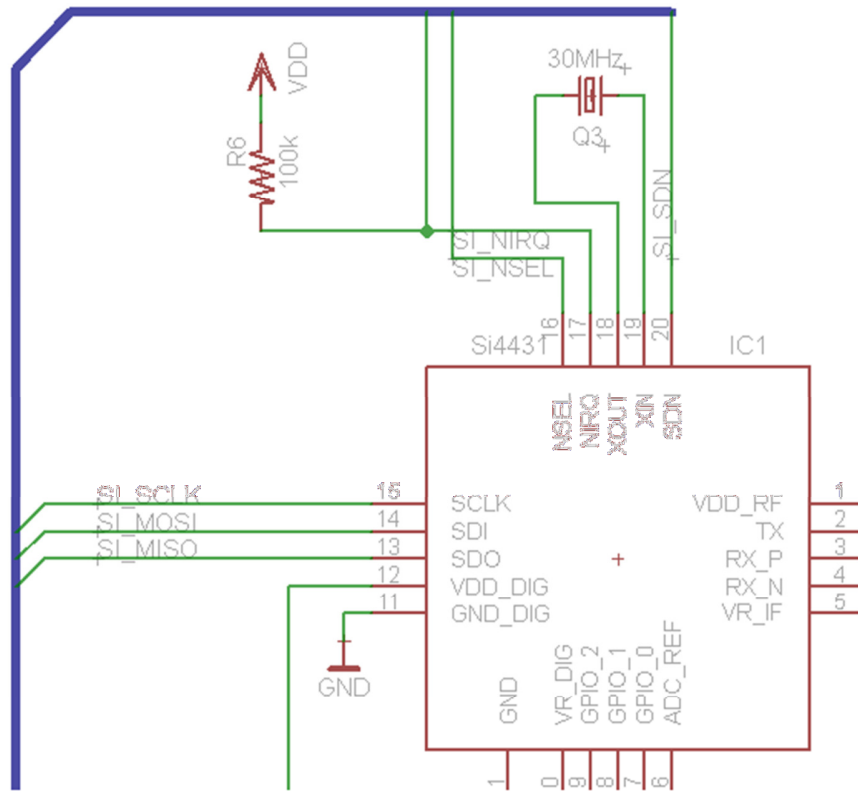 VDD
30MHz
R6
100k
Q3
SI_SDN
SI_NIRQ
SI_NSEL
16
17
18
19
20
Si4431
IC1
NSEL
NIRQ
XOUT
XIN
SDN
SI_SCLK
15
SCLK
VDD_RF
1
SI_MOSI
14
SDI
TX
2
SI_MISO
13
SDO
RX_P
3
12
VDD_DIG
RX_N
4
11
GND_DIG
VR_IF
5
GND
GND
VR_DIG
GPIO_2
GPIO_1
GPIO_0
ADC_REF
1
0
9
8
7
6